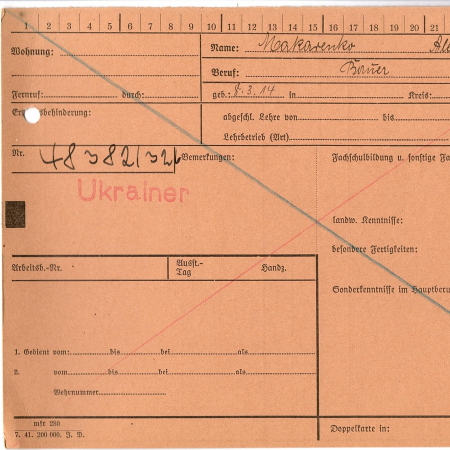 1 2 3 4 5 6 7 8 9 10 11 12 13 14 15 16 17 18 19 20 21
Wohnung:
Name: Makarenko
Beruf: Bauer
Fernruf: durch: geb.: 8.3.14 in Kreis:
abgeschl. Lehre von bis
Lehrbetrieb (Art)
Nr. 48382/326 Bemerkungen: Fachschulbildung u. sonstige
Ukrainer
landw. Kenntnisse:
besondere Fertigkeiten:
Arbeitsb.-Nr. Ausst.-Tag Handz.
Sonderkenntnisse im
1. Gedient vom: bis bei als
2. vom bis bei als
Wehrnummer
mst 280
7. 41. 200 000. J. D.
Doppelkarte in: